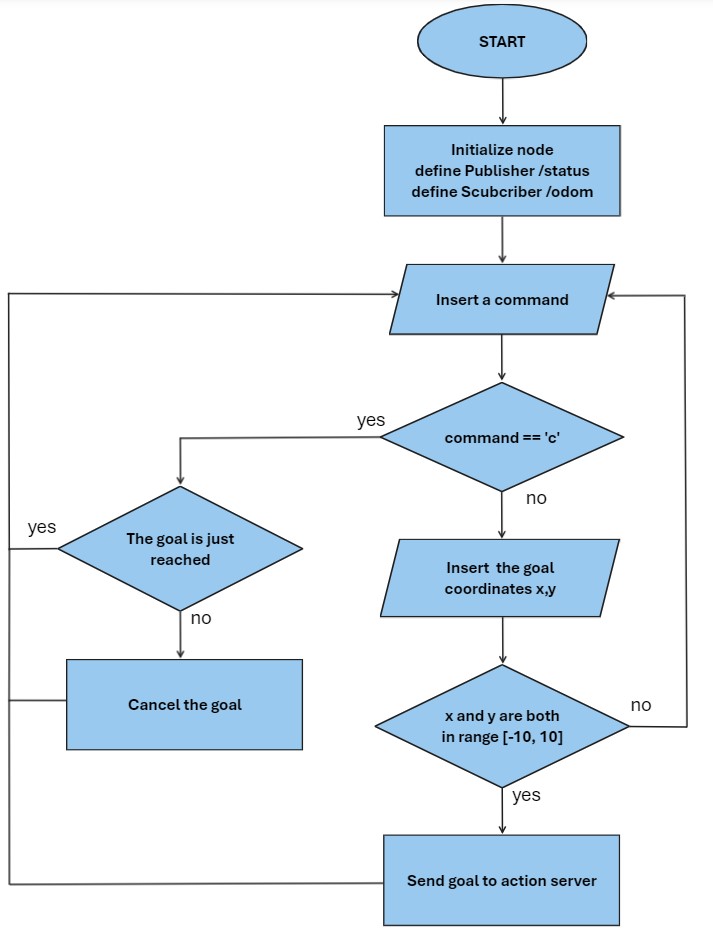 START
Initialize node
define Publisher /status
define Scubcriber /odom
Insert a command
command == 'c'
yes
no
The goal is just
reached
yes
no
Insert the goal
coordinates x,y
Cancel the goal
x and y are both
in range [-10, 10]
no
yes
Send goal to action server